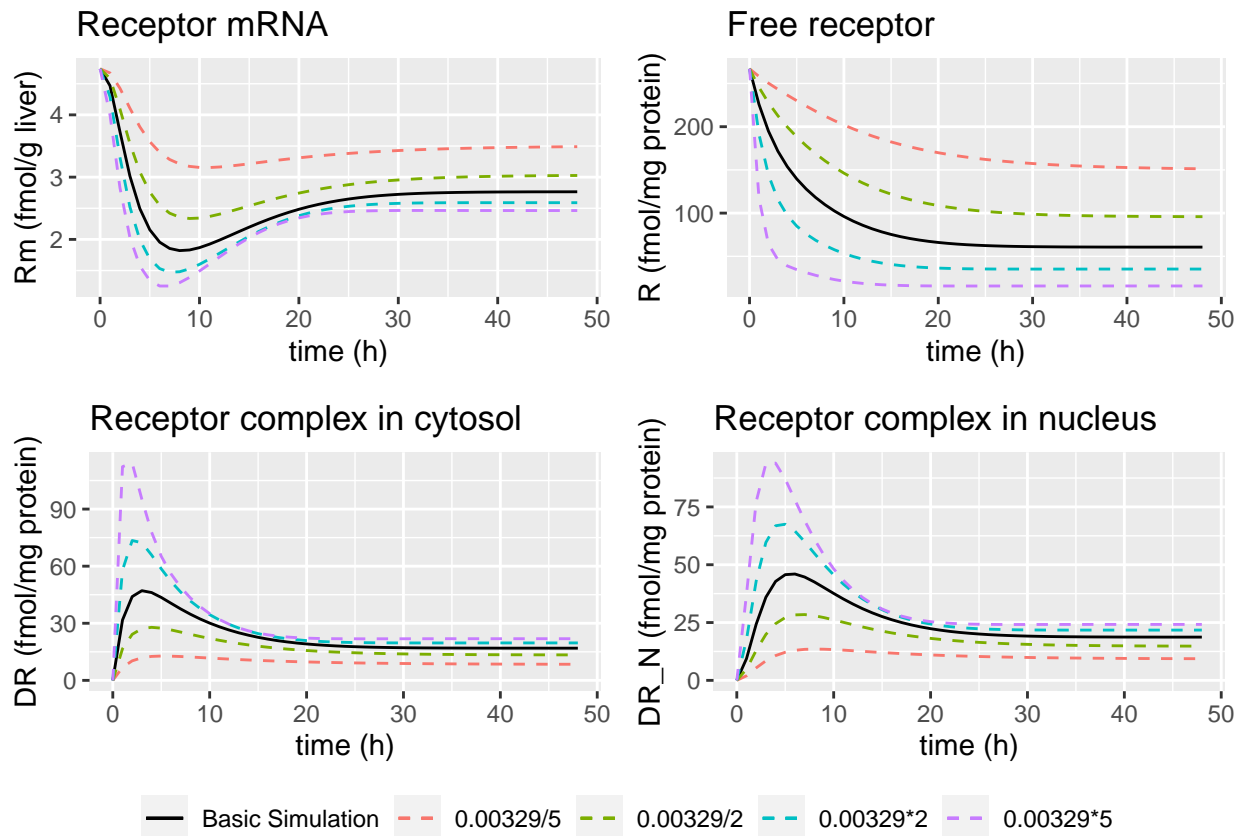 Receptor mRNA
Rm (fmol/g liver)
4
3
2
0 10 20 30 40 50
time (h)
Free receptor
R (fmol/mg protein)
200
100
0 10 20 30 40 50
time (h)
Receptor complex in cytosol
DR (fmol/mg protein)
90
60
30
0
0 10 20 30 40 50
time (h)
Receptor complex in nucleus
DR_N (fmol/mg protein)
75
50
25
0
0 10 20 30 40 50
time (h)
Basic Simulation 0.00329/5 0.00329/2 0.00329*2 0.00329*5